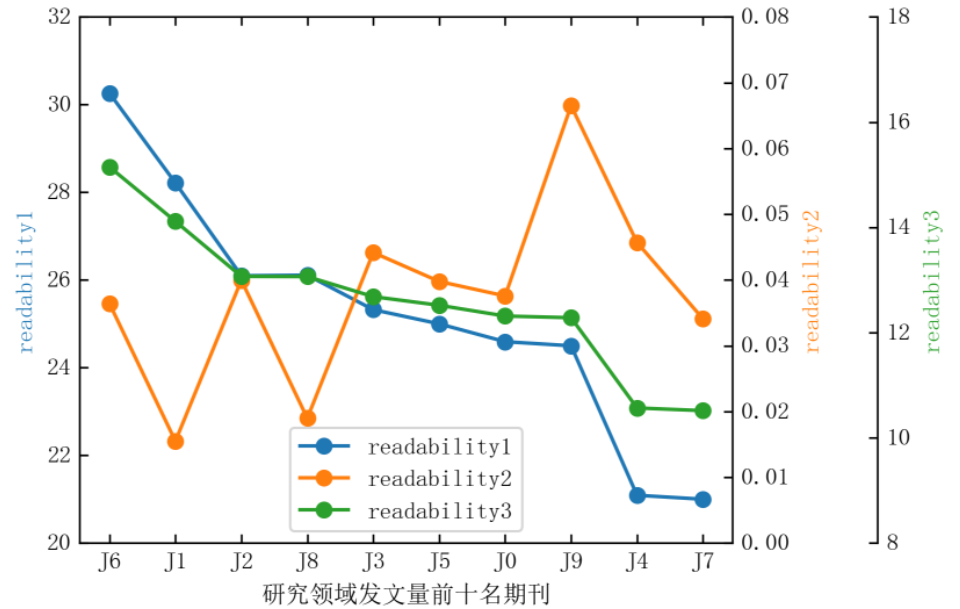 readability1
32
30
28
26
24
22
20
0.08
0.07
0.06
0.05
0.04
0.03
0.02
0.01
0.00
readability2
18
16
14
12
10
8
readability3
readability1
readability2
readability3
J6 J1 J2 J8 J3 J5 J0 J9 J4 J7
研究领域发文量前十名期刊